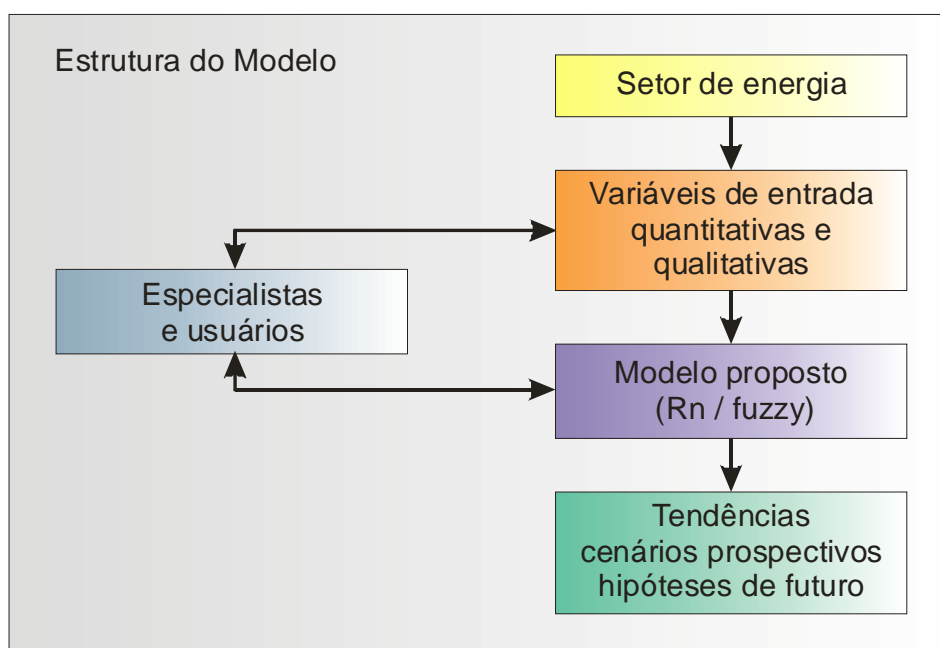 Estrutura do Modelo
Setor de energia
Variáveis de entrada
quantitativas e
qualitativas
Especialistas
e usuários
Modelo proposto
(Rn / fuzzy)
Tendências
cenários prospectivos
hipóteses de futuro